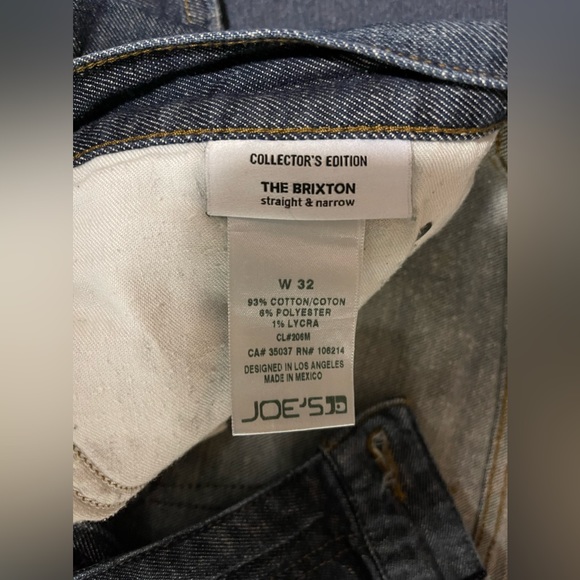 COLLECTOR'S EDITION
THE BRIXTON
straight & narrow
W 32
93% COTTON/COTON
6% POLYESTER
1% LYCRA
CL#206M
CA# 35037 RN# 106214
DESIGNED IN LOS ANGELES
MADE IN MEXICO
JOE'S